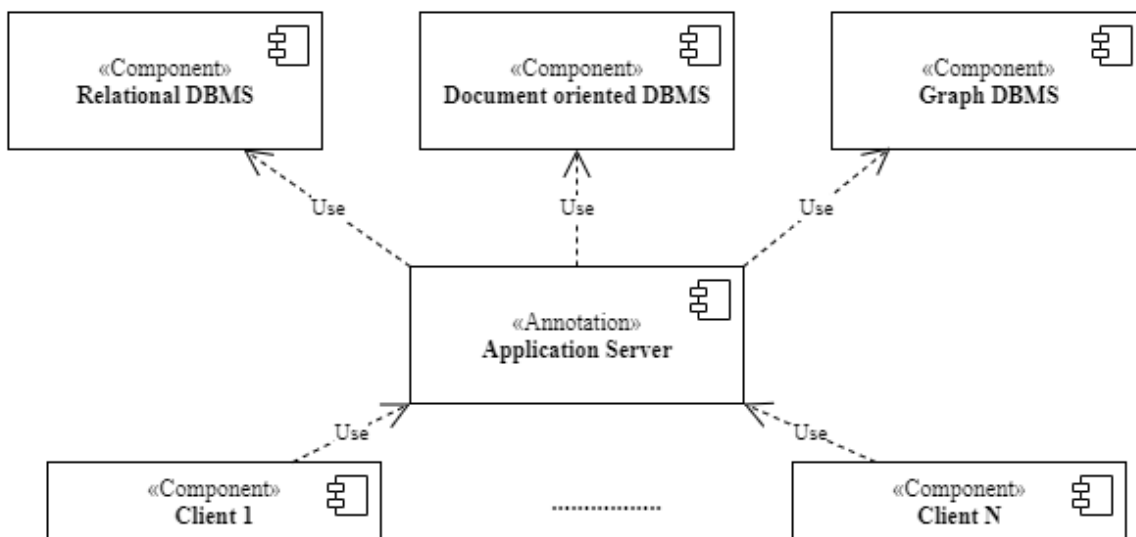 «Component»
Relational DBMS
«Component»
Document oriented DBMS
«Component»
Graph DBMS
Use
Use
Use
«Annotation»
Application Server
Use
Use
«Component»
Client 1
.................
«Component»
Client N